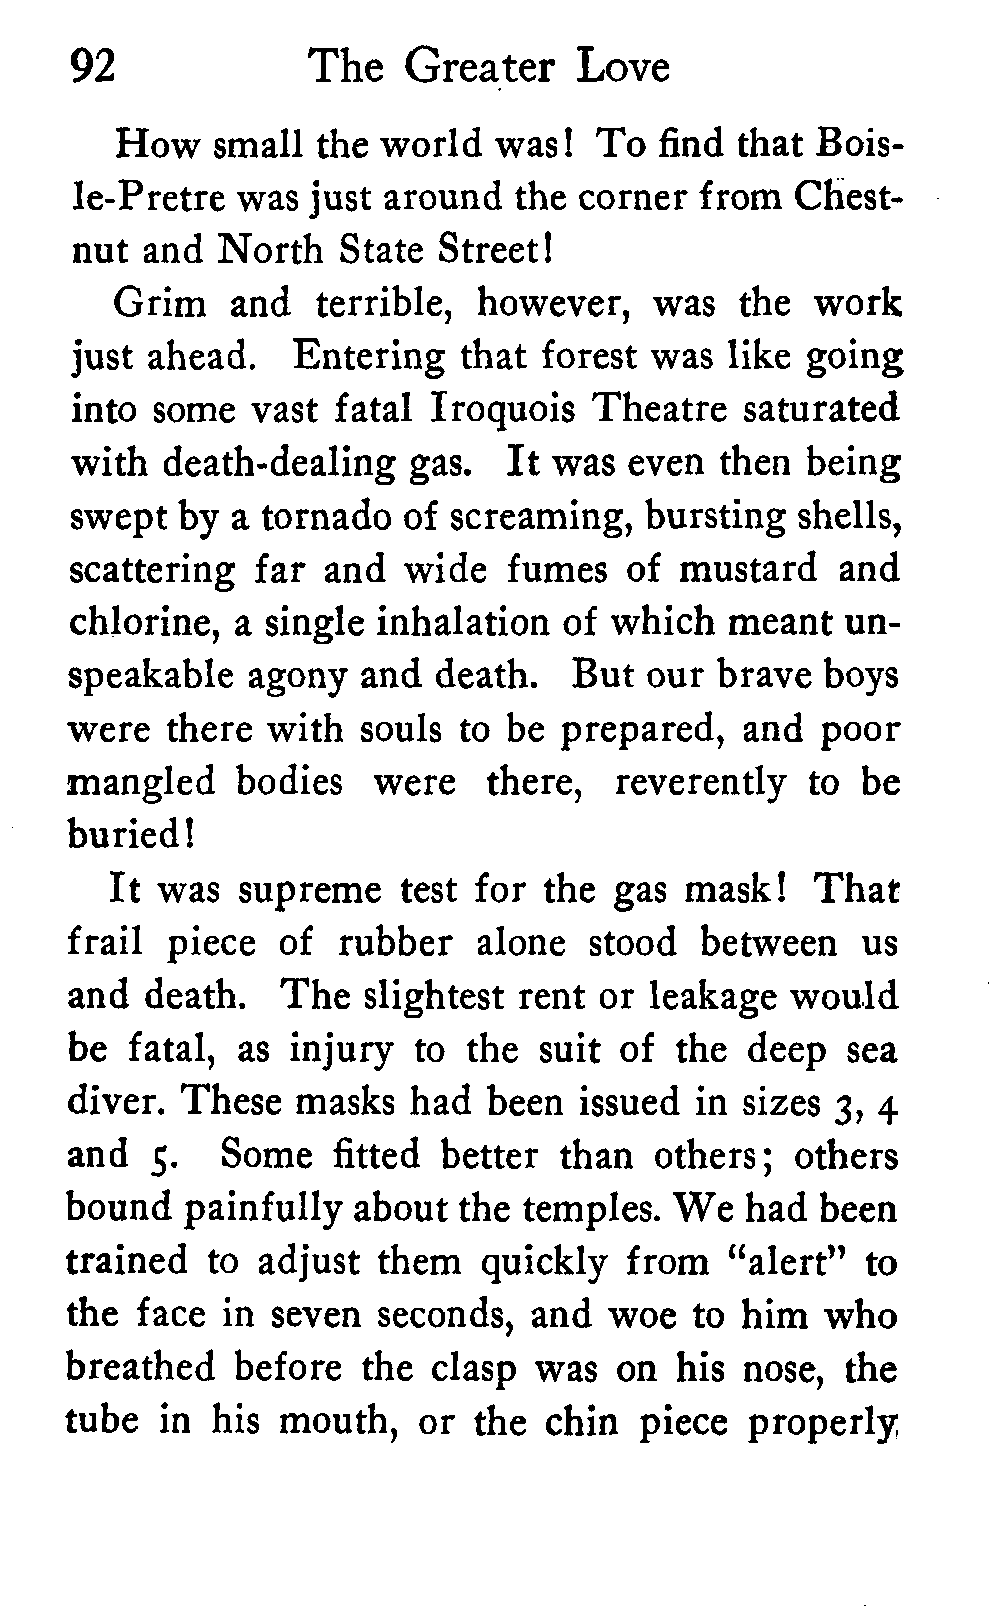 92 The Greater Love
How small the world was! To find that Bois-
le-Pretre was just around the corner from Chest-
nut and North State Street!
Grim and terrible, however, was the work
just ahead. Entering that forest was like going
into some vast fatal Iroquois Theatre saturated
with death-dealing gas. It was even then being
swept by a tornado of screaming, bursting shells,
scattering far and wide fumes of mustard and
chlorine, a single inhalation of which meant un-
speakable agony and death. But our brave boys
were there with souls to be prepared, and poor
mangled bodies were there, reverently to be
buried!
It was supreme test for the gas mask! That
frail piece of rubber alone stood between us
and death. The slightest rent or leakage would
be fatal, as injury to the suit of the deep sea
diver. These masks had been issued in sizes 3, 4
and 5. Some fitted better than others; others
bound painfully about the temples. We had been
trained to adjust them quickly from "alert" to
the face in seven seconds, and woe to him who
breathed before the clasp was on his nose, the
tube in his mouth, or the chin piece properly